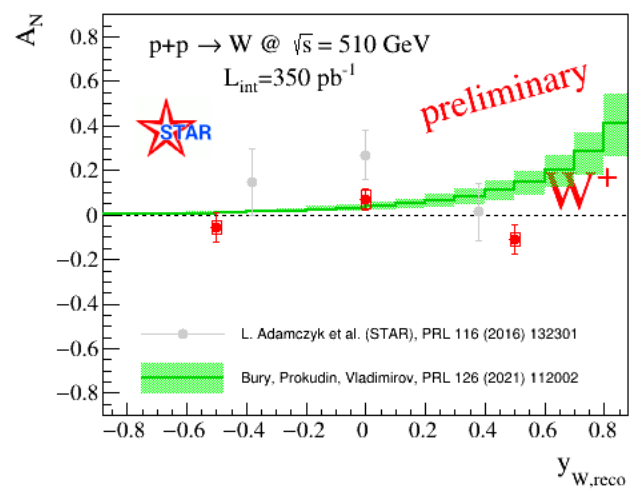 A_N
p+p → W @ √s = 510 GeV
L_int=350 pb^-1
STAR
preliminary
W+
0.8
0.6
0.4
0.2
0
−0.2
−0.4
−0.6
−0.8
L. Adamczyk et al. (STAR), PRL 116 (2016) 132301
Bury, Prokudin, Vladimirov, PRL 126 (2021) 112002
−0.8 −0.6 −0.4 −0.2 0 0.2 0.4 0.6 0.8
y_W,reco